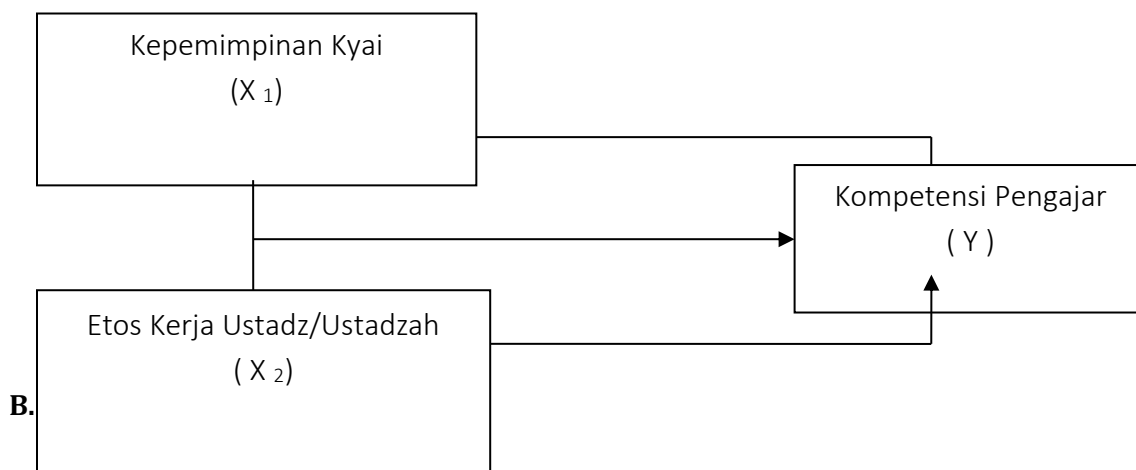 Kepemimpinan Kyai
(X 1)
Kompetensi Pengajar
( Y )
Etos Kerja Ustadz/Ustadzah
( X 2)
B.